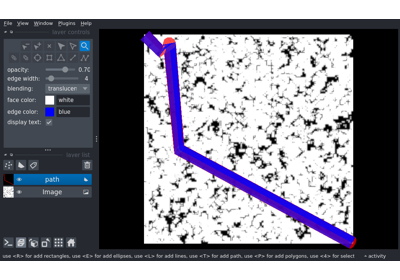 File View Window Plugins Help
layer controls
opacity: 0.70
edge width: 4
blending: translucen
face color: white
edge color: blue
display text:
layer list
path
Image
use <R> for add rectangles, use <E> for add ellipses, use <L> for add lines, use <T> for add path, use <P> for add polygons, use <4> for select activity